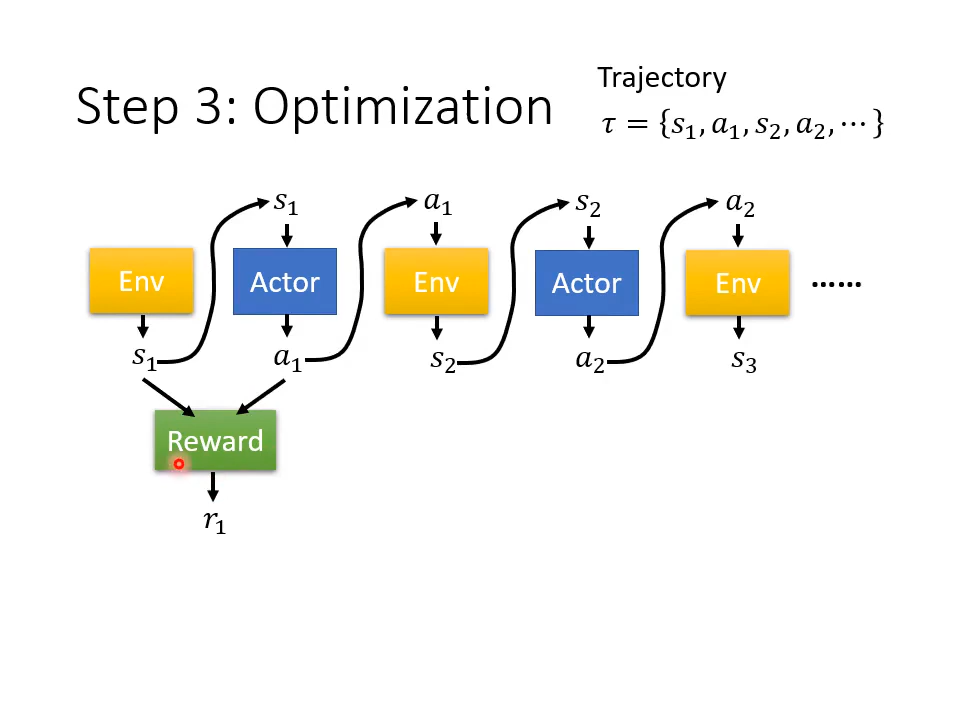 Trajectory
Step 3: Optimization
τ = {s₁, a₁, s₂, a₂, ⋯}
s₁ a₁ s₂ a₂
Env Actor Env Actor Env ……
s₁ a₁ s₂ a₂ s₃
Reward
r₁